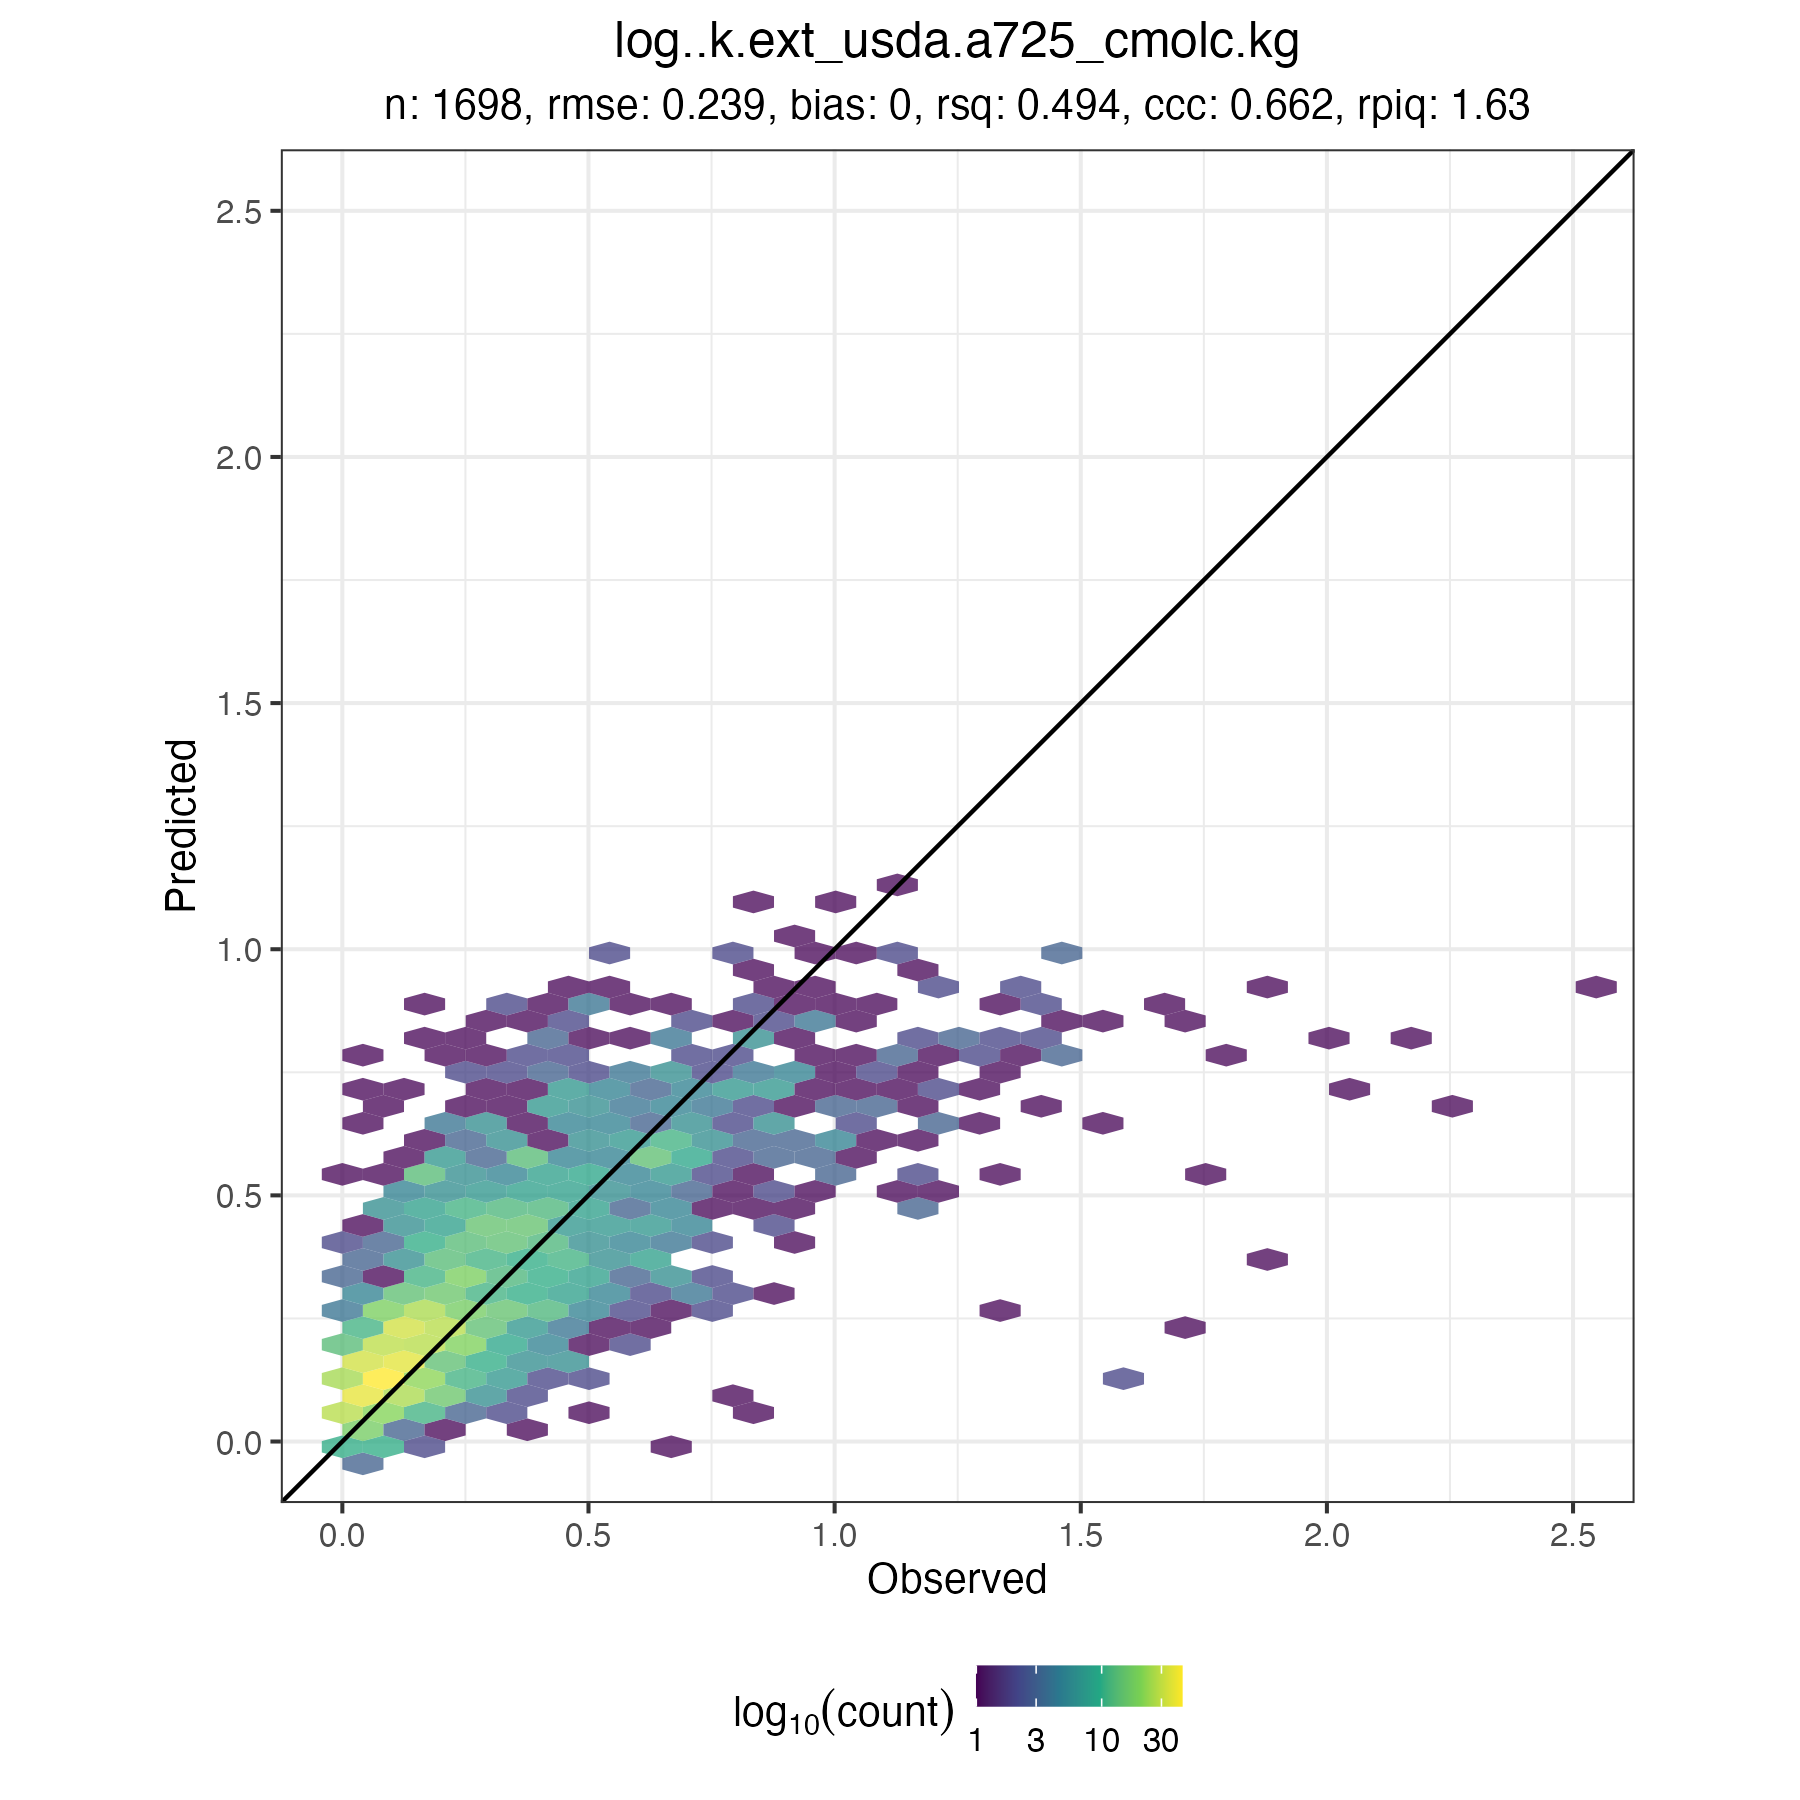 log..k.ext_usda.a725_cmolc.kg
n: 1698, rmse: 0.239, bias: 0, rsq: 0.494, ccc: 0.662, rpiq: 1.63
2.5
2.0
1.5
1.0
0.5
0.0
Predicted
0.0 0.5 1.0 1.5 2.0 2.5
Observed
log₁₀(count)
1 3 10 30